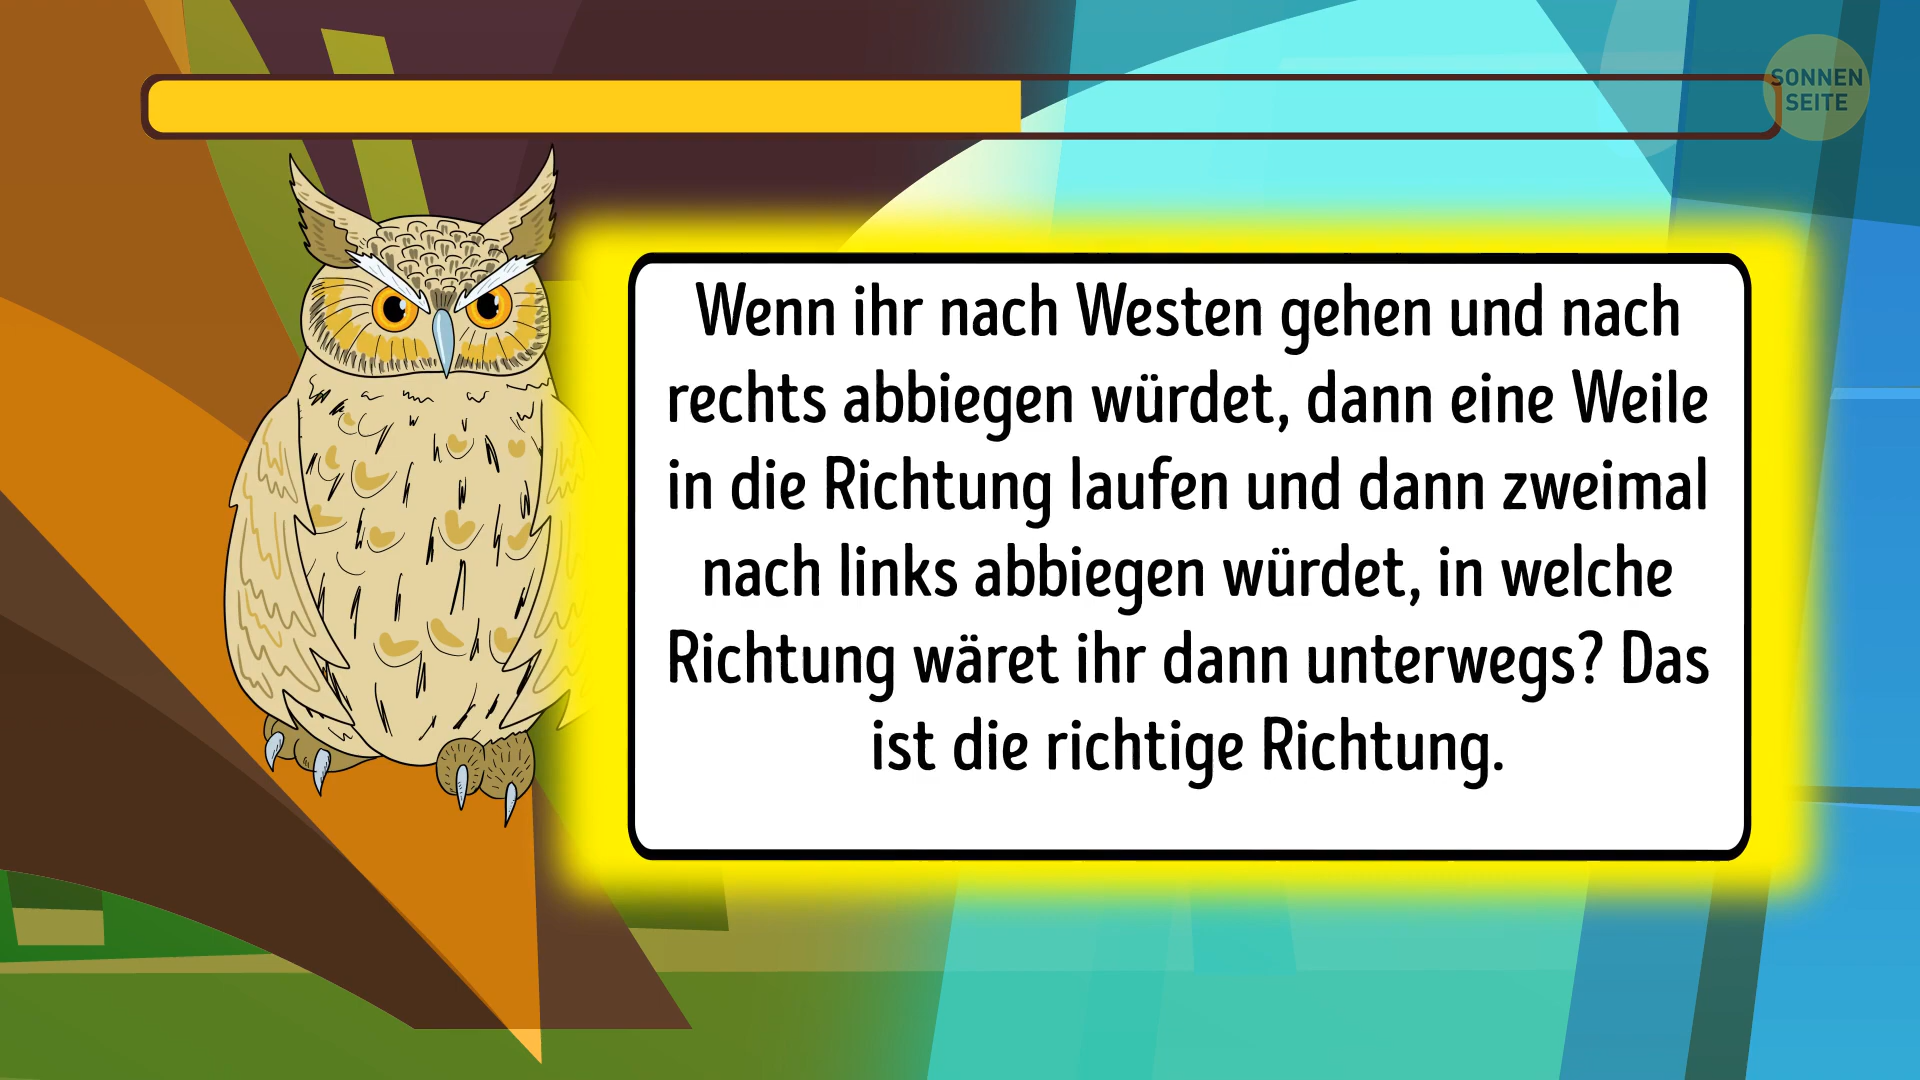 SONNEN
SEITE
Wenn ihr nach Westen gehen und nach
rechts abbiegen würdet, dann eine Weile
in die Richtung laufen und dann zweimal
nach links abbiegen würdet, in welche
Richtung wäret ihr dann unterwegs? Das
ist die richtige Richtung.